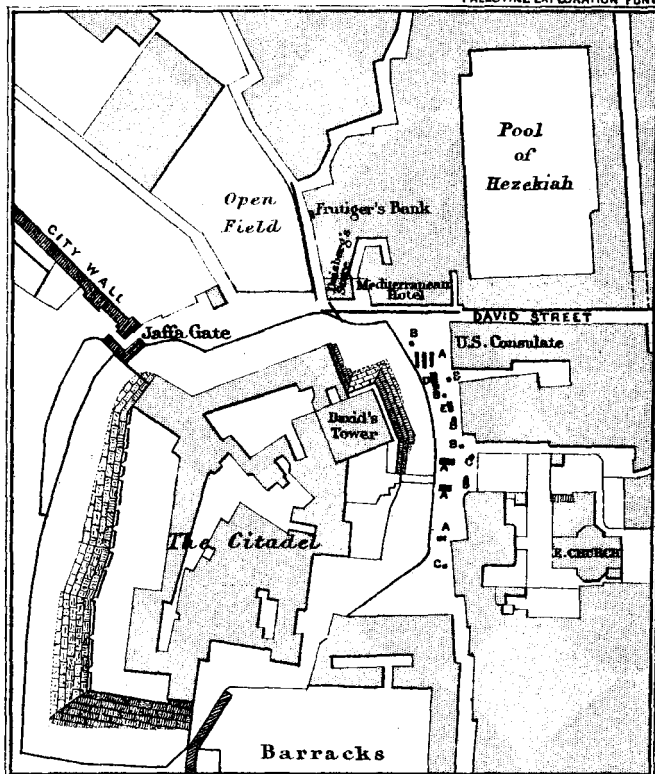 PALESTINE EXPLORATION FUND
Pool
of
Hezekiah
Open
Field
Frutiger's Bank
CITY WALL
Mediterranean
Hotel
DAVID STREET
Jaffa Gate
U.S. Consulate
B
A
David's
Tower
B
C
A
A
The Citadel
A
E. CHURCH
C.
Barracks